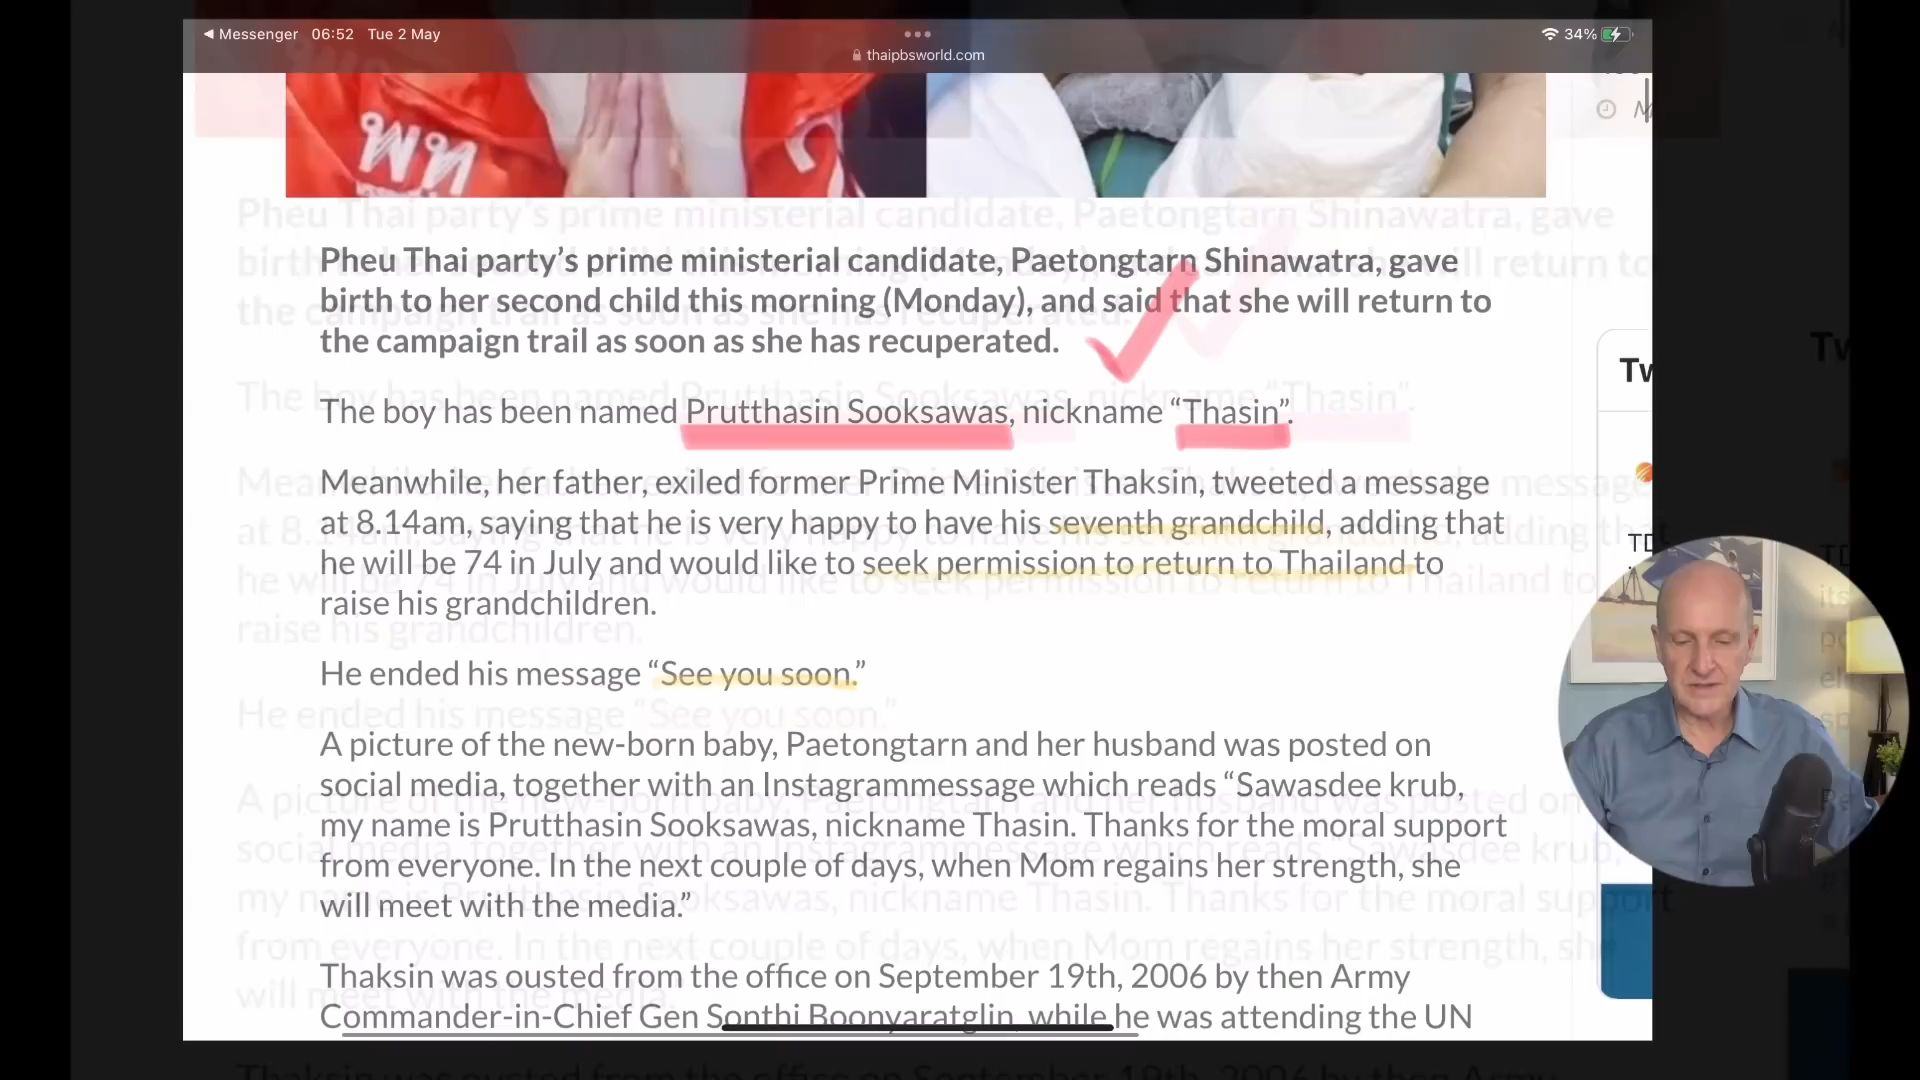 ◀ Messenger 06:52 Tue 2 May
34%
thaipbsworld.com
พท
Pheu Thai party’s prime ministerial candidate, Paetongtarn Shinawatra, gave
birth to her second child this morning (Monday), and said that she will return to
the campaign trail as soon as she has recuperated.
The boy has been named Prutthasin Sooksawas, nickname “Thasin”.
Meanwhile, her father, exiled former Prime Minister Thaksin, tweeted a message
at 8.14am, saying that he is very happy to have his seventh grandchild, adding that
he will be 74 in July and would like to seek permission to return to Thailand to
raise his grandchildren.
He ended his message “See you soon.”
A picture of the new-born baby, Paetongtarn and her husband was posted on
social media, together with an Instagrammessage which reads “Sawasdee krub,
my name is Prutthasin Sooksawas, nickname Thasin. Thanks for the moral support
from everyone. In the next couple of days, when Mom regains her strength, she
will meet with the media.”
Thaksin was ousted from the office on September 19th, 2006 by then Army
Commander-in-Chief Gen Sonthi Boonyaratglin, while he was attending the UN